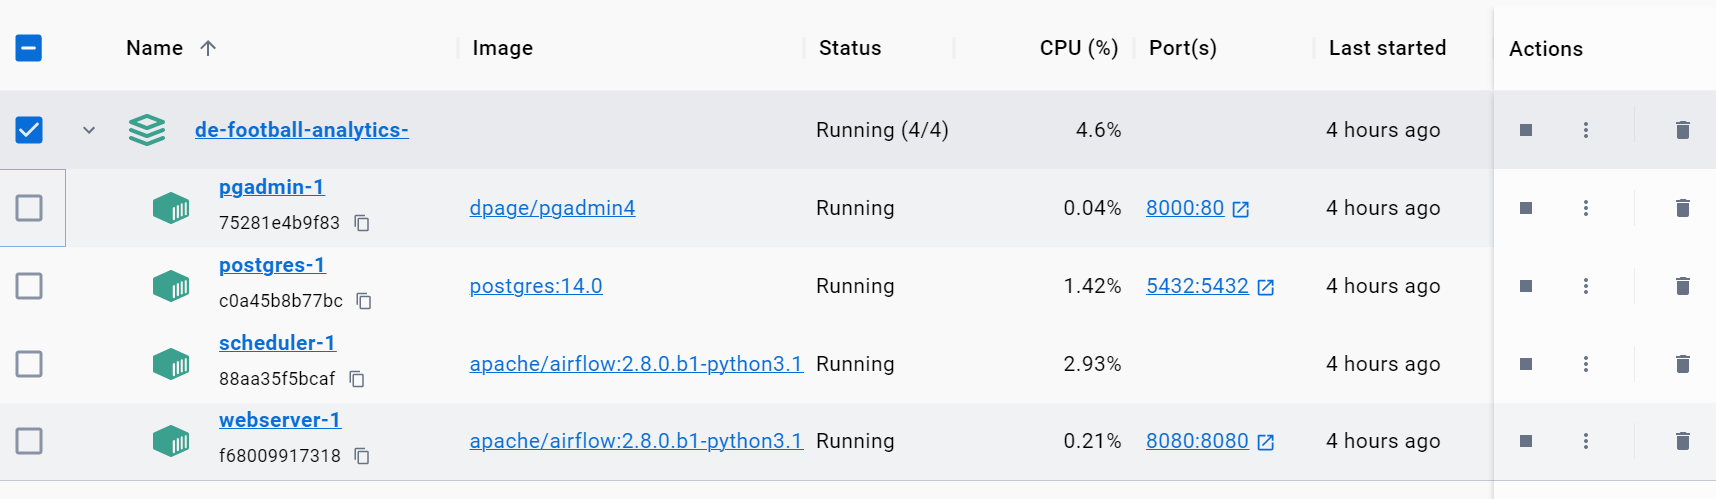 Name Image Status CPU (%) Port(s) Last started Actions
de-football-analytics- Running (4/4) 4.6% 4 hours ago
pgadmin-1
75281e4b9f83 dpage/pgadmin4 Running 0.04% 8000:80 4 hours ago
postgres-1
c0a45b8b77bc postgres:14.0 Running 1.42% 5432:5432 4 hours ago
scheduler-1
88aa35f5bcaf apache/airflow:2.8.0.b1-python3.1 Running 2.93% 4 hours ago
webserver-1
f68009917318 apache/airflow:2.8.0.b1-python3.1 Running 0.21% 8080:8080 4 hours ago